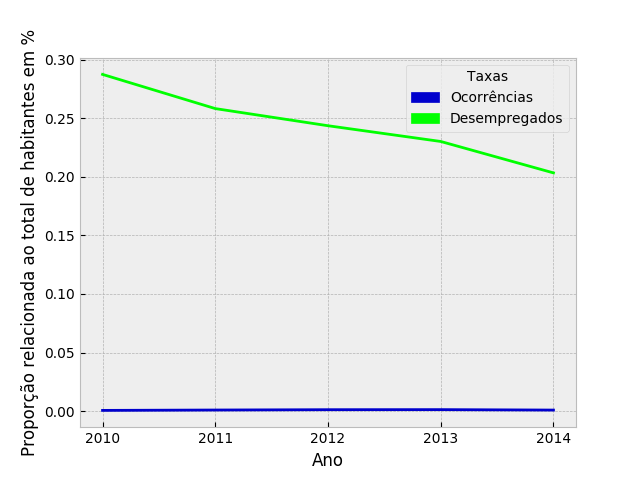 Proporção relacionada ao total de habitantes em %
0.30
0.25
0.20
0.15
0.10
0.05
0.00
Taxas
Ocorrências
Desempregados
2010 2011 2012 2013 2014
Ano